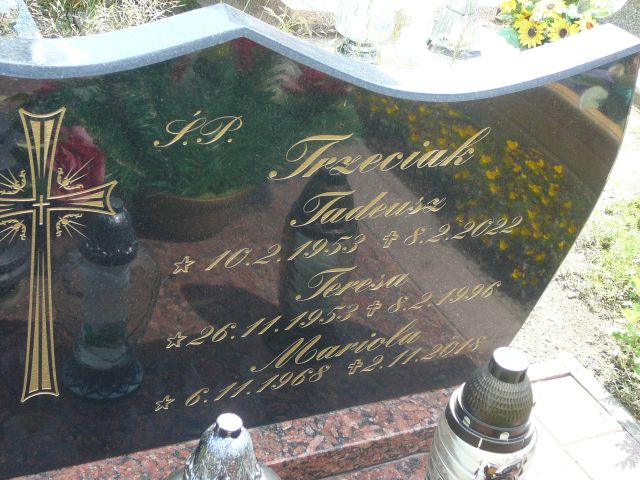 Ś.P.
Trzeciak
Tadeusz
☆ 10.2.1953 ✝ 8.2.2022
Teresa
☆ 26.11.1953 ✝ 8.2.1996
Mariola
☆ 6.11.1968 ✝ 2.11.2018